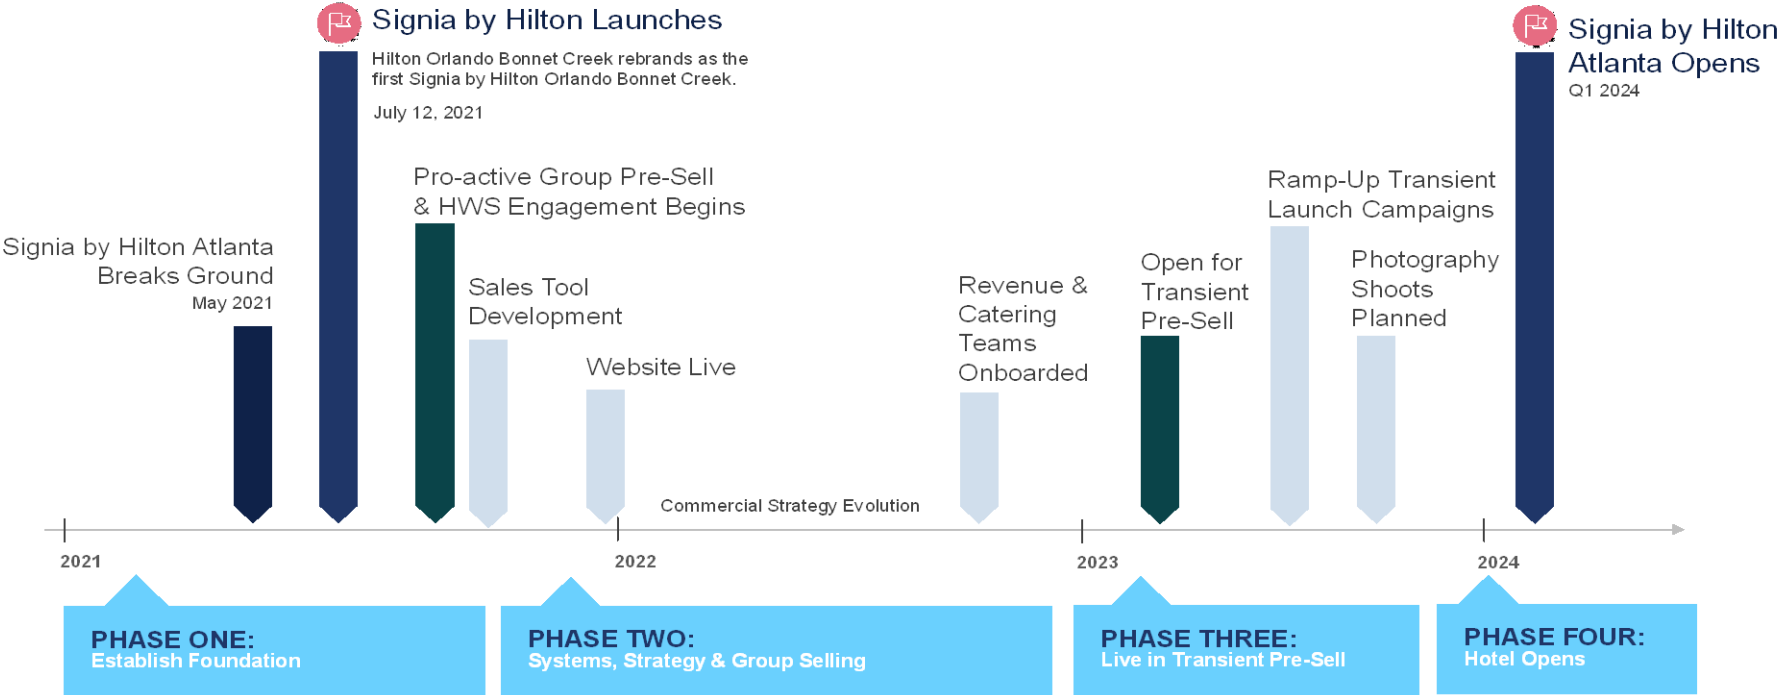 Signia by Hilton Launches
Hilton Orlando Bonnet Creek rebrands as the
first Signia by Hilton Orlando Bonnet Creek.
July 12, 2021
Signia by Hilton
Atlanta Opens
Q1 2024
Signia by Hilton Atlanta
Breaks Ground
May 2021
Pro-active Group Pre-Sell
& HWS Engagement Begins
Sales Tool
Development
Website Live
Revenue &
Catering
Teams
Onboarded
Open for
Transient
Pre-Sell
Ramp-Up Transient
Launch Campaigns
Photography
Shoots
Planned
Commercial Strategy Evolution
2021
2022
2023
2024
PHASE ONE:
Establish Foundation
PHASE TWO:
Systems, Strategy & Group Selling
PHASE THREE:
Live in Transient Pre-Sell
PHASE FOUR:
Hotel Opens